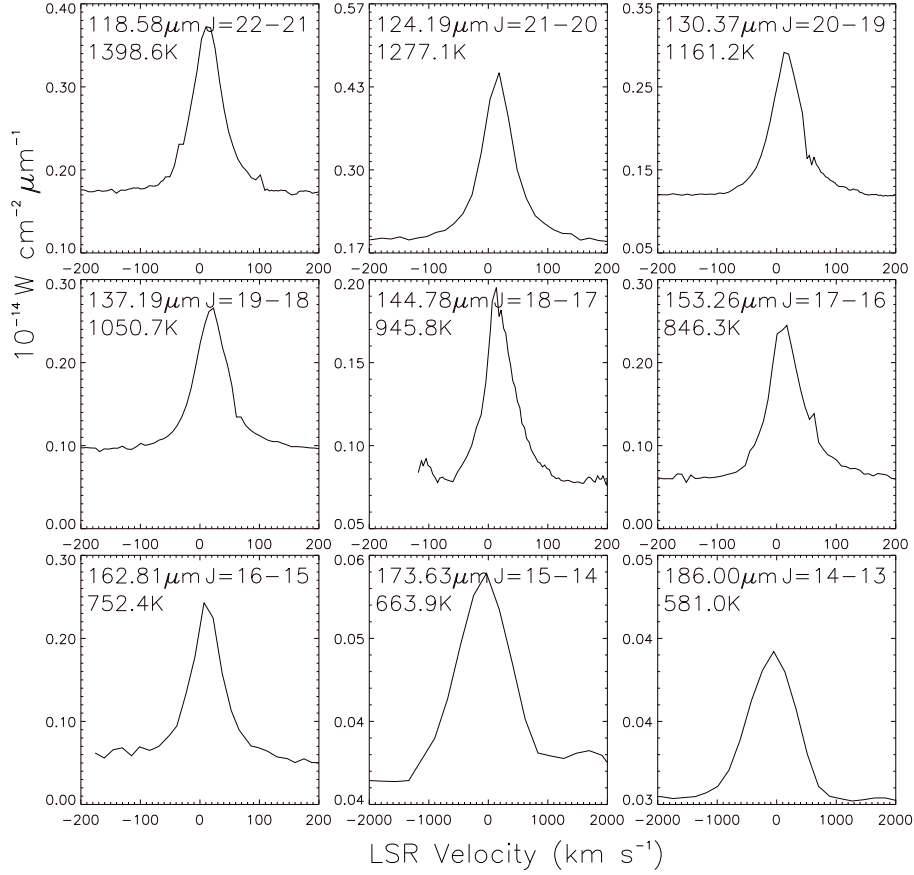 10⁻¹⁴ W cm⁻² μm⁻¹
118.58μm J=22−21
1398.6K
0.40
0.30
0.20
0.10
−200 −100 0 100 200
124.19μm J=21−20
1277.1K
0.57
0.43
0.30
0.17
−200 −100 0 100 200
130.37μm J=20−19
1161.2K
0.35
0.25
0.15
0.05
−200 −100 0 100 200
137.19μm J=19−18
1050.7K
0.30
0.20
0.10
0.00
−200 −100 0 100 200
144.78μm J=18−17
945.8K
0.20
0.15
0.10
0.05
−200 −100 0 100 200
153.26μm J=17−16
846.3K
0.35
0.20
0.10
0.00
−200 −100 0 100 200
162.81μm J=16−15
752.4K
0.30
0.20
0.10
0.00
−200 −100 0 100 200
173.63μm J=15−14
663.9K
0.06
0.05
0.04
0.04
−2000 −1000 0 1000 2000
186.00μm J=14−13
581.0K
0.05
0.04
0.04
0.03
−2000 −1000 0 1000 2000
LSR Velocity (km s⁻¹)